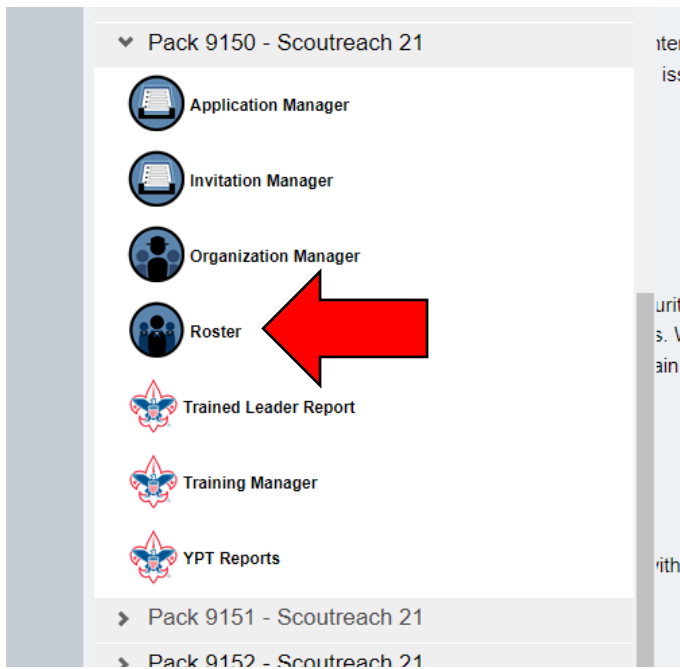 Pack 9150 - Scoutreach 21
Application Manager
Invitation Manager
Organization Manager
Roster
Trained Leader Report
Training Manager
YPT Reports
Pack 9151 - Scoutreach 21
Pack 9152 - Scoutreach 21